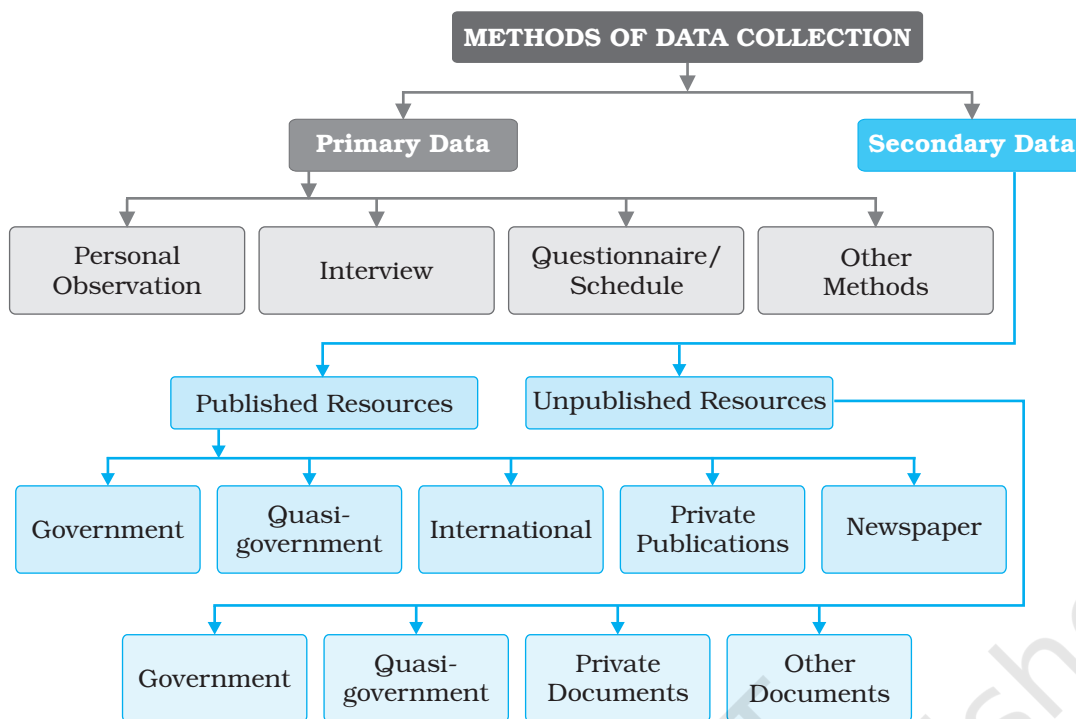 METHODS OF DATA COLLECTION
Primary Data
Secondary Data
Personal
Observation
Interview
Questionnaire/
Schedule
Other
Methods
Published Resources
Unpublished Resources
Government
Quasi-
government
International
Private
Publications
Newspaper
Government
Quasi-
government
Private
Documents
Other
Documents